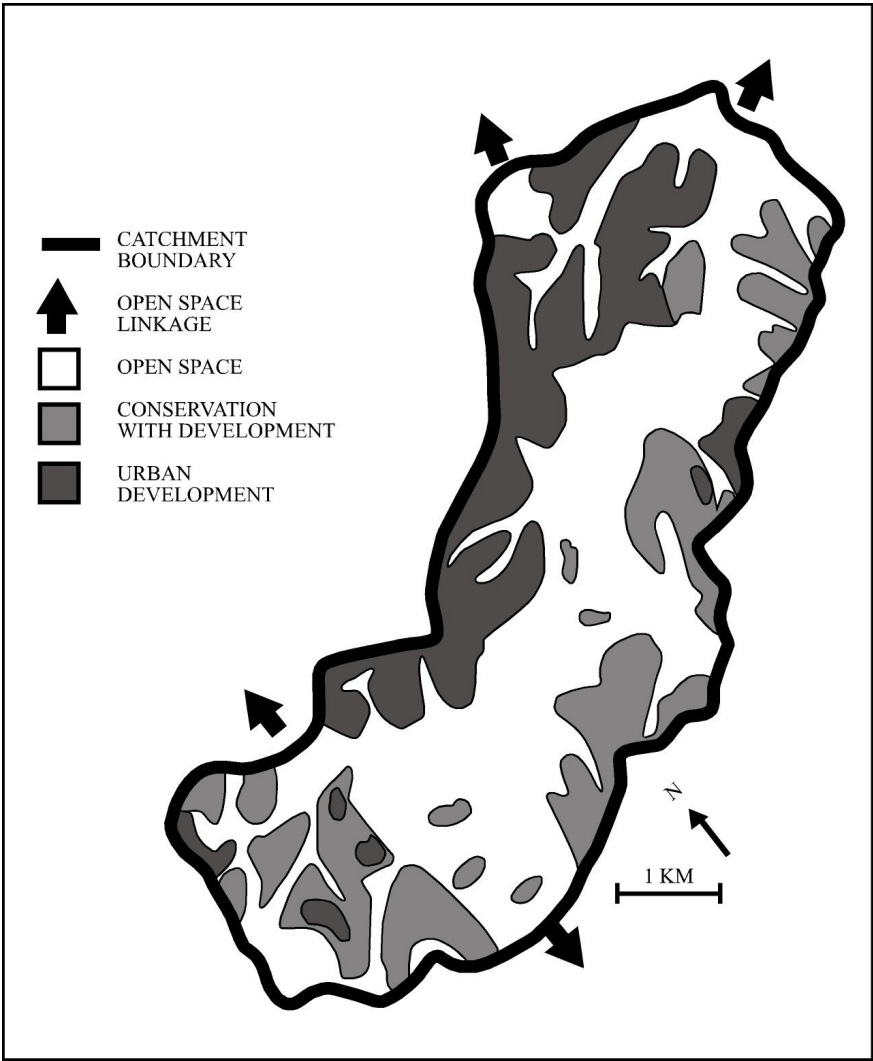 CATCHMENT
BOUNDARY
OPEN SPACE
LINKAGE
OPEN SPACE
CONSERVATION
WITH DEVELOPMENT
URBAN
DEVELOPMENT
N
1 KM